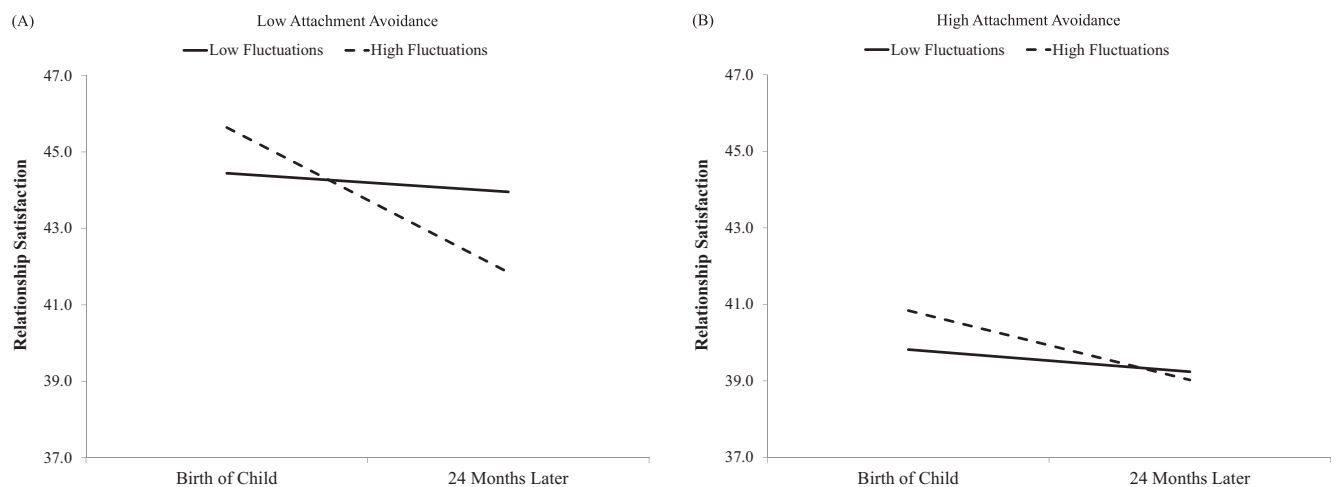 (A)
Low Attachment Avoidance
Low Fluctuations
High Fluctuations
Relationship Satisfaction
47.0
45.0
43.0
41.0
39.0
37.0
Birth of Child
24 Months Later
(B)
High Attachment Avoidance
Low Fluctuations
High Fluctuations
Relationship Satisfaction
47.0
45.0
43.0
41.0
39.0
37.0
Birth of Child
24 Months Later